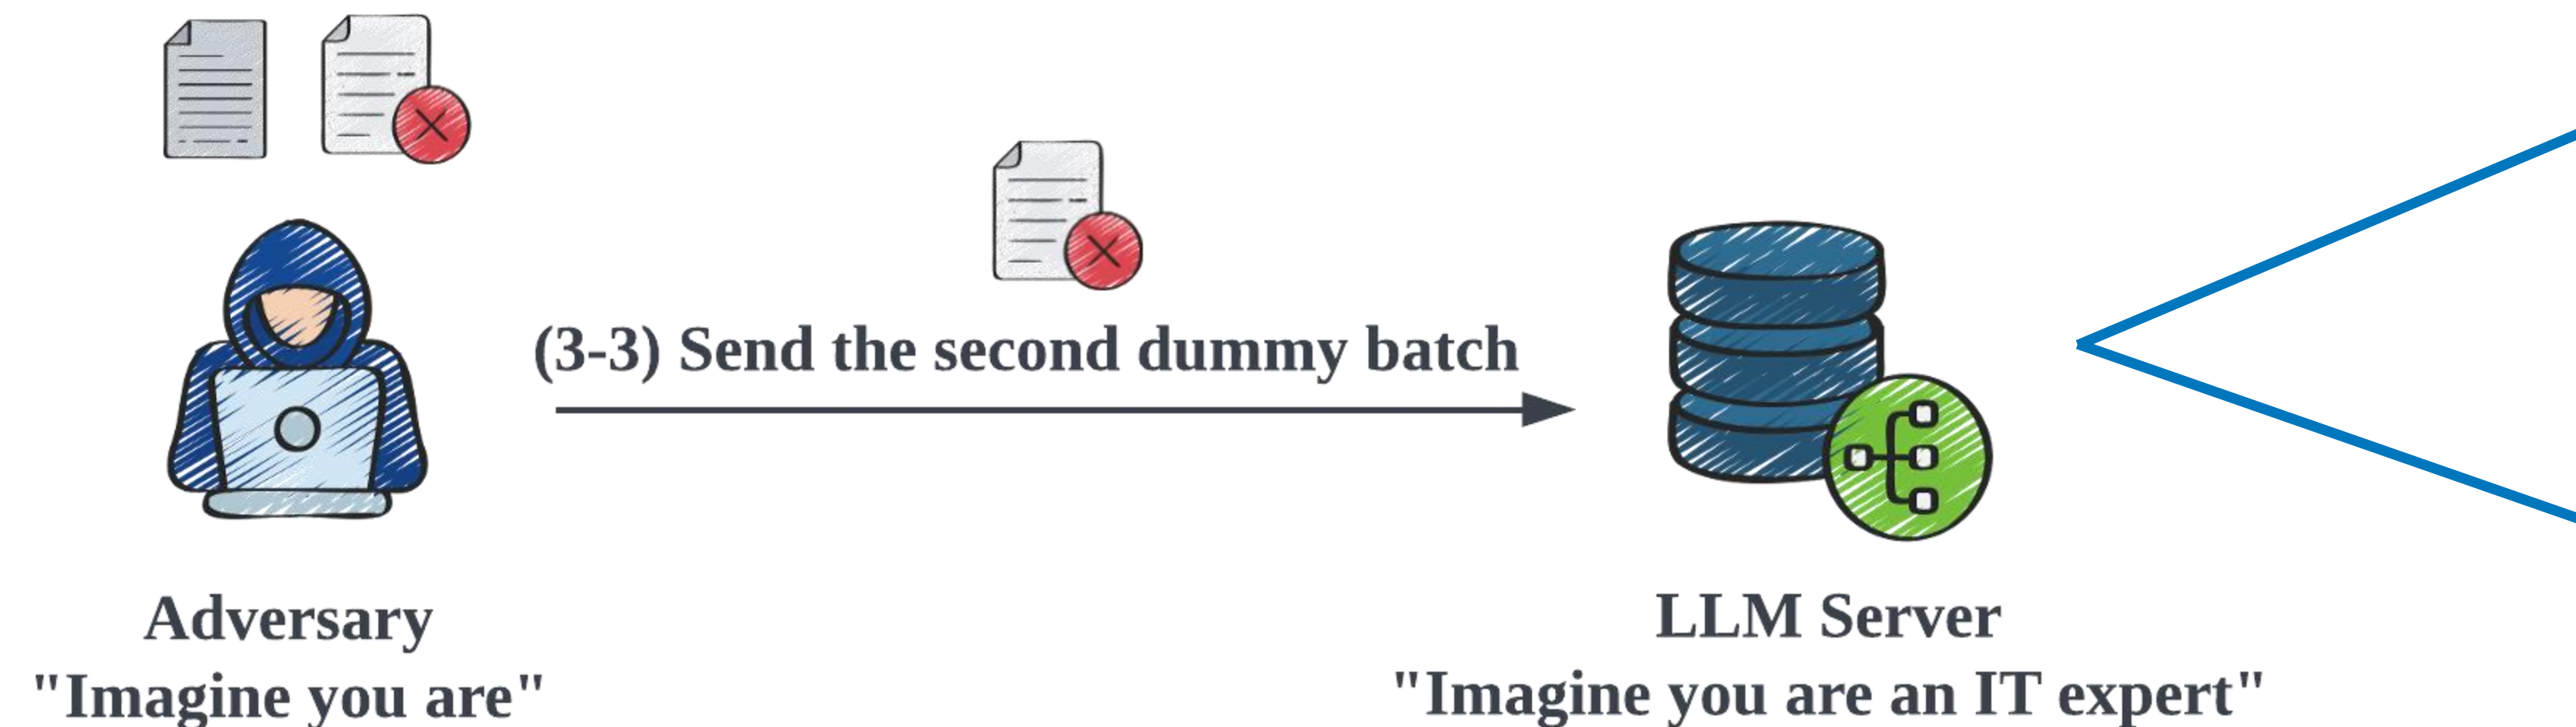 (3-3) Send the second dummy batch
Adversary
"Imagine you are"
LLM Server
"Imagine you are an IT expert"